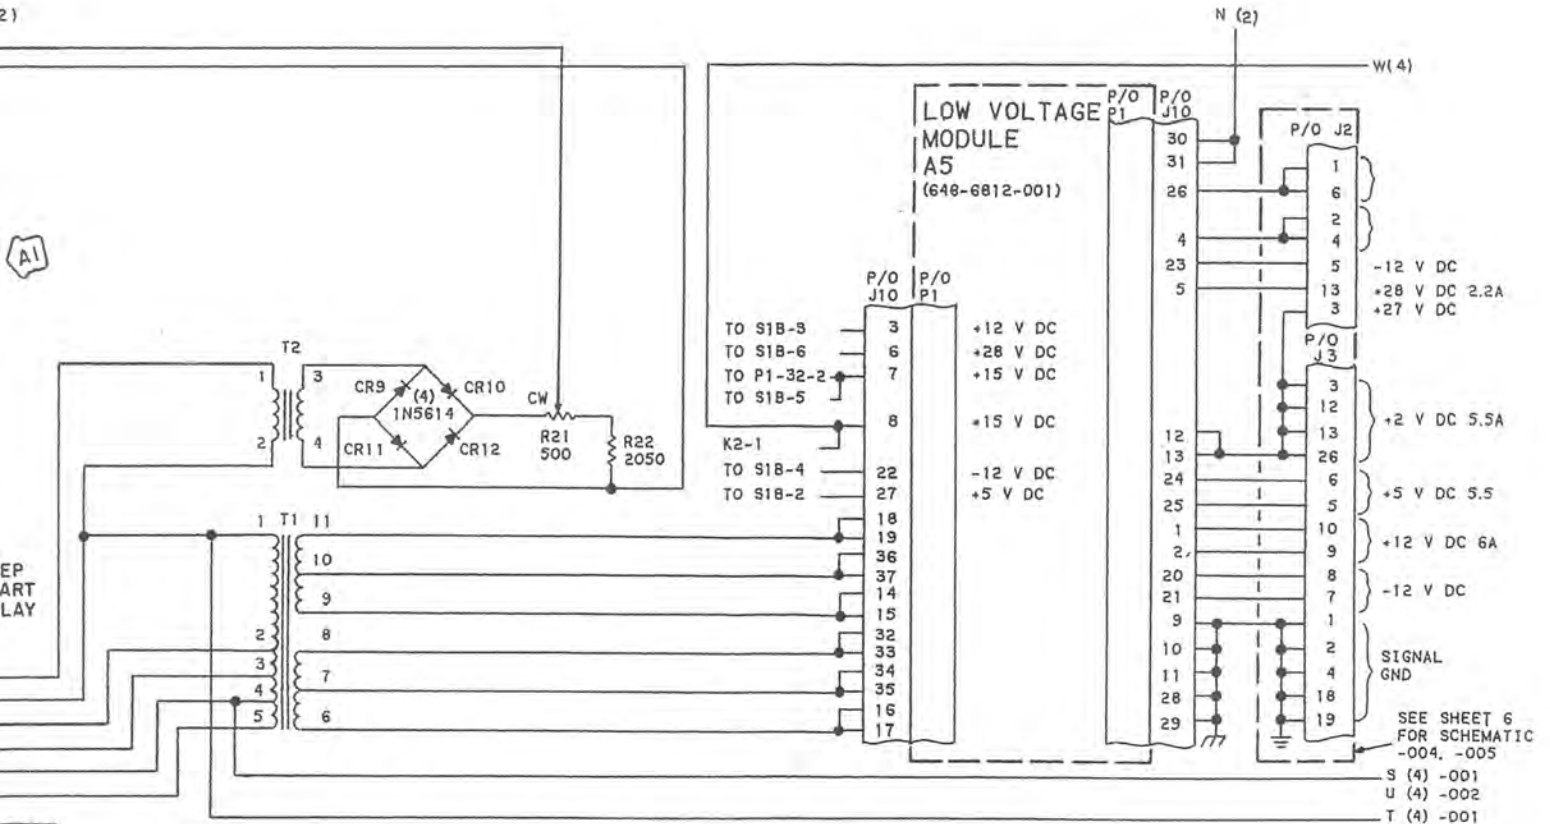 2)
N (2)
W(4)
LOW VOLTAGE
MODULE
A5
(646-6812-001)
P/O
P1
P/O
J10
30
31
26
4
23
5
12
13
24
25
1
2
20
21
9
10
11
28
29
P/O J2
1
6
2
4
5 -12 V DC
13 +28 V DC 2.2A
3 +27 V DC
P/O
J3
3
12
13
26
+2 V DC 5.5A
6
5
+5 V DC 5.5
10
9
+12 V DC 6A
8
7
-12 V DC
1
2
4
18
19
SIGNAL
GND
A1
P/O
J10
P/O
P1
TO S1B-3 3 +12 V DC
TO S1B-6 6 +28 V DC
TO P1-32-2 7 +15 V DC
TO S1B-5
8 +15 V DC
K2-1
TO S1B-4 22 -12 V DC
TO S1B-2 27 +5 V DC
18
19
36
37
14
15
32
33
34
35
16
17
T2
1
2
3
4
CR9
CR10
(4)
1N5614
CR11
CR12
CW
R21
500
R22
2050
1 T1 11
10
9
2 8
3 7
4
5 6
EP
ART
LAY
SEE SHEET 6
FOR SCHEMATIC
-004, -005
S (4) -001
U (4) -002
T (4) -001